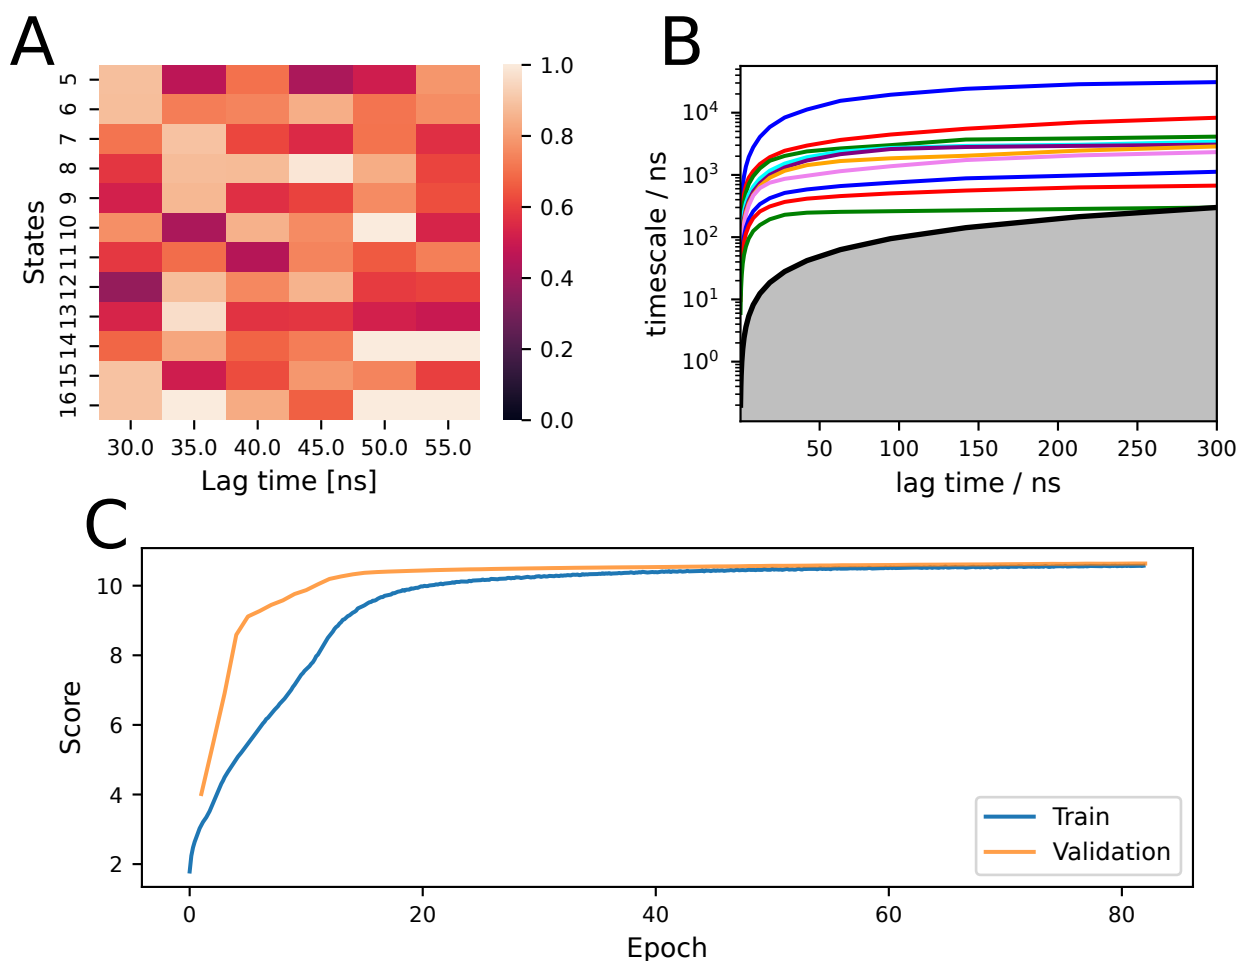 A
States
5
6
7
8
9
10
11
12
13
14
15
16
30.0 35.0 40.0 45.0 50.0 55.0
Lag time [ns]
1.0
0.8
0.6
0.4
0.2
0.0
B
timescale / ns
10⁴
10³
10²
10¹
10⁰
50 100 150 200 250 300
lag time / ns
C
Score
10
8
6
4
2
0 20 40 60 80
Epoch
Train
Validation